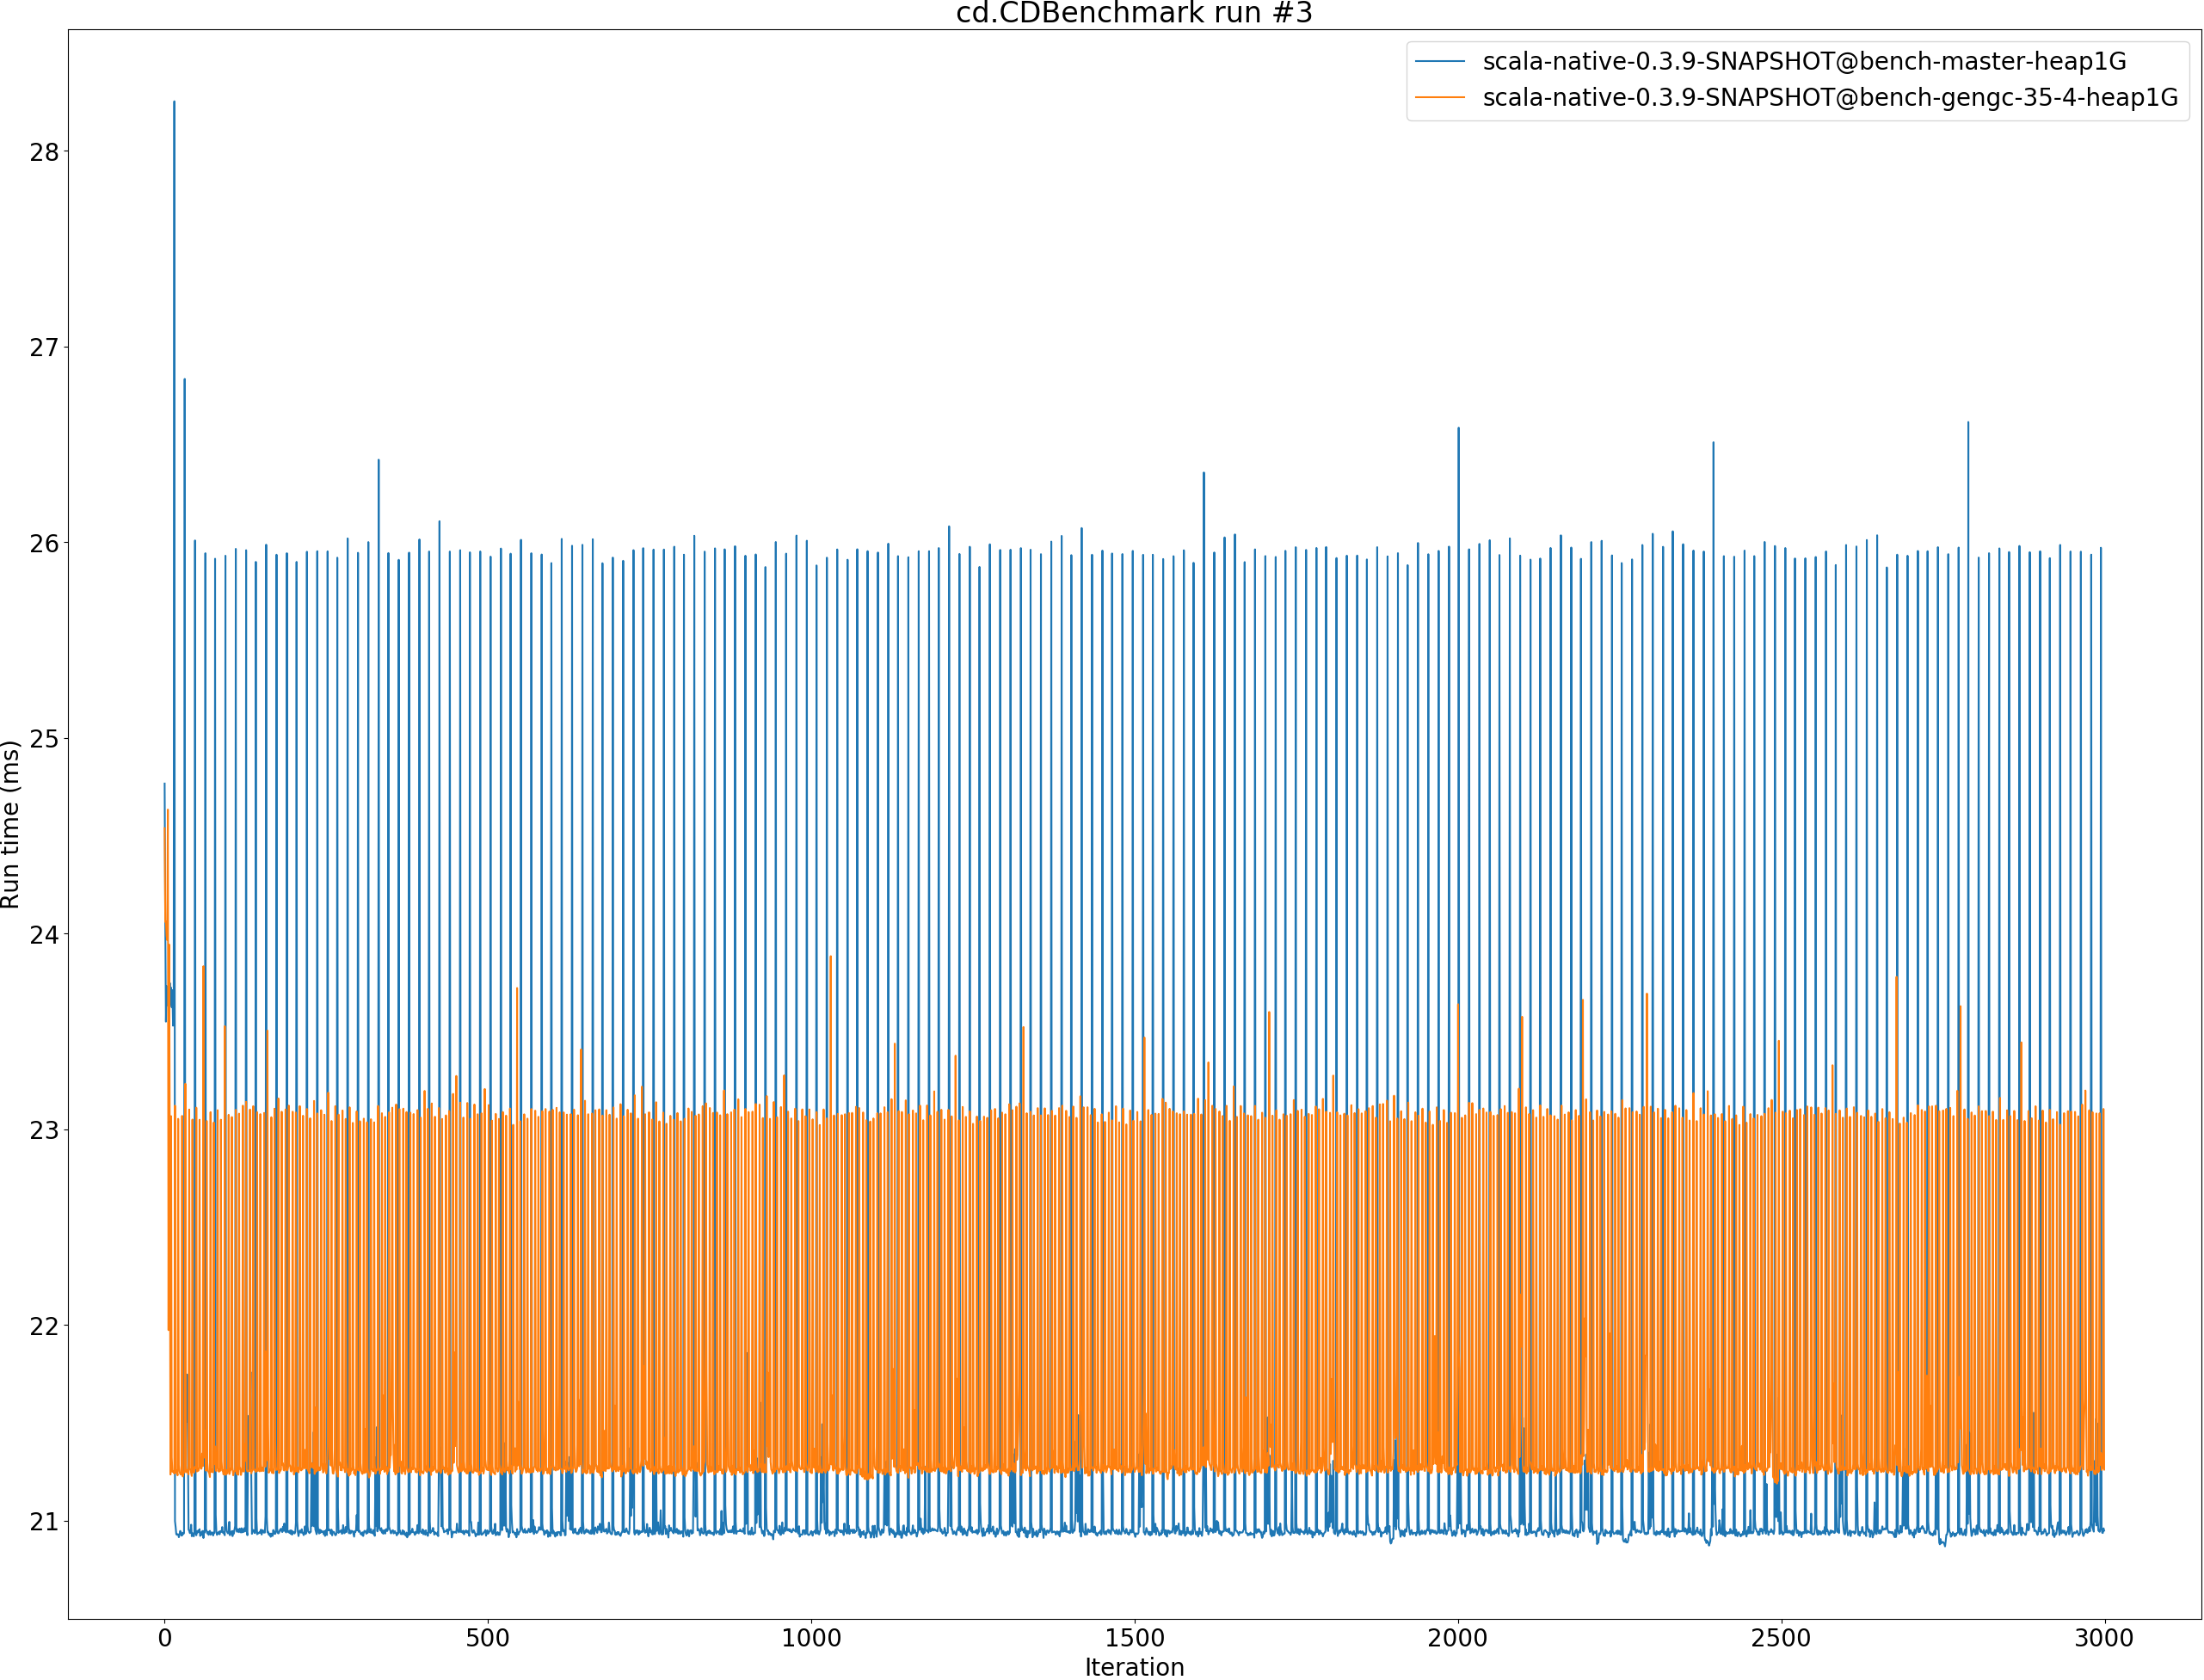 cd.CDBenchmark run #3
scala-native-0.3.9-SNAPSHOT@bench-master-heap1G
scala-native-0.3.9-SNAPSHOT@bench-gengc-35-4-heap1G
28
27
26
25
24
23
22
21
Run time (ms)
0 500 1000 1500 2000 2500 3000
Iteration